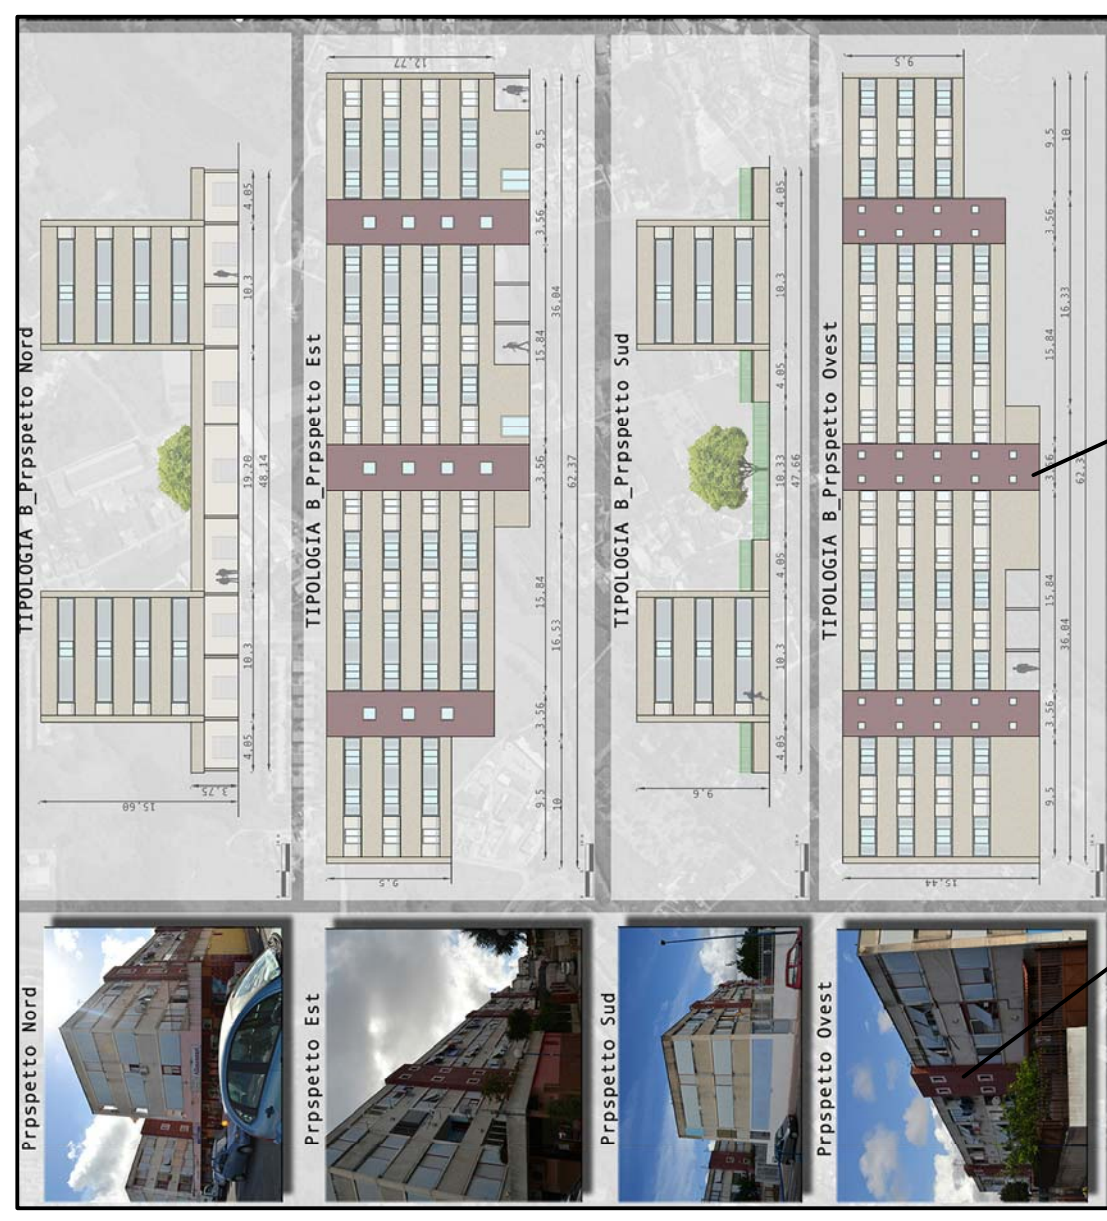 Prpspetto Nord
TIPOLOGIA B_Prpspetto Nord
15.60
3.75
4.05 10.3 19.20 10.3 4.05
48.14
Prpspetto Est
TIPOLOGIA B_Prpspetto Est
9.5
12.77
9.5 3.56 15.84 3.56 15.84 3.56 9.5
10 16.53 36.04
62.37
Prpspetto Sud
TIPOLOGIA B_Prpspetto Sud
9.6
4.05 10.3 4.05 10.33 4.05 10.3 4.05
47.66
Prpspetto Ovest
TIPOLOGIA B_Prpspetto Ovest
15.44
9.5
9.5 3.56 15.84 3.56 15.84 3.56 9.5
36.04 16.33 10
62.3